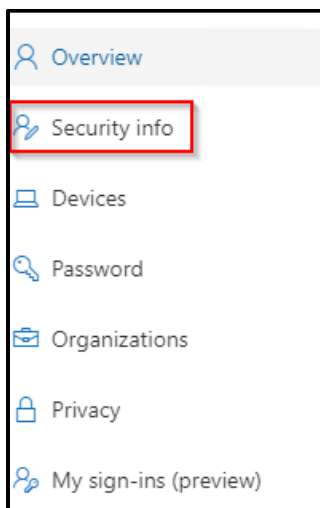 Overview
Security info
Devices
Password
Organizations
Privacy
My sign-ins (preview)